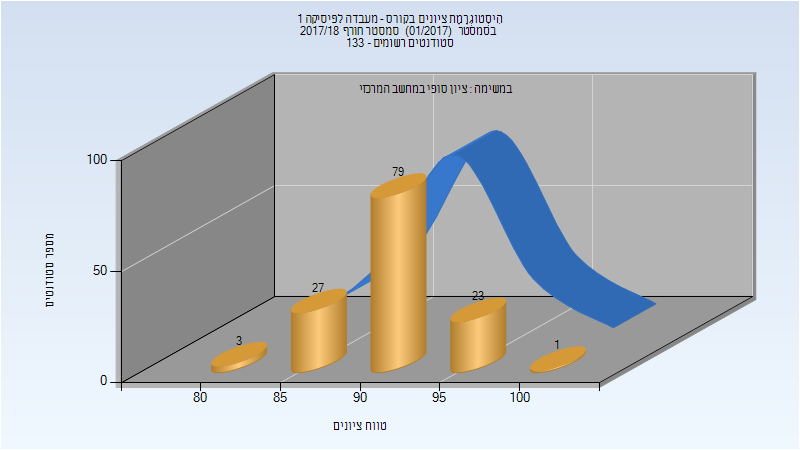 היסטוגרמת ציונים בקורס - מעבדה לפיסיקה 1
בסמסטר (01/2017) סמסטר חורף 2017/18
סטודנטים רשומים - 133
במשימה : ציון סופי במחשב המרכזי
מספר סטודנטים
100
50
0
3
27
79
23
1
80
85
90
95
100
טווח ציונים